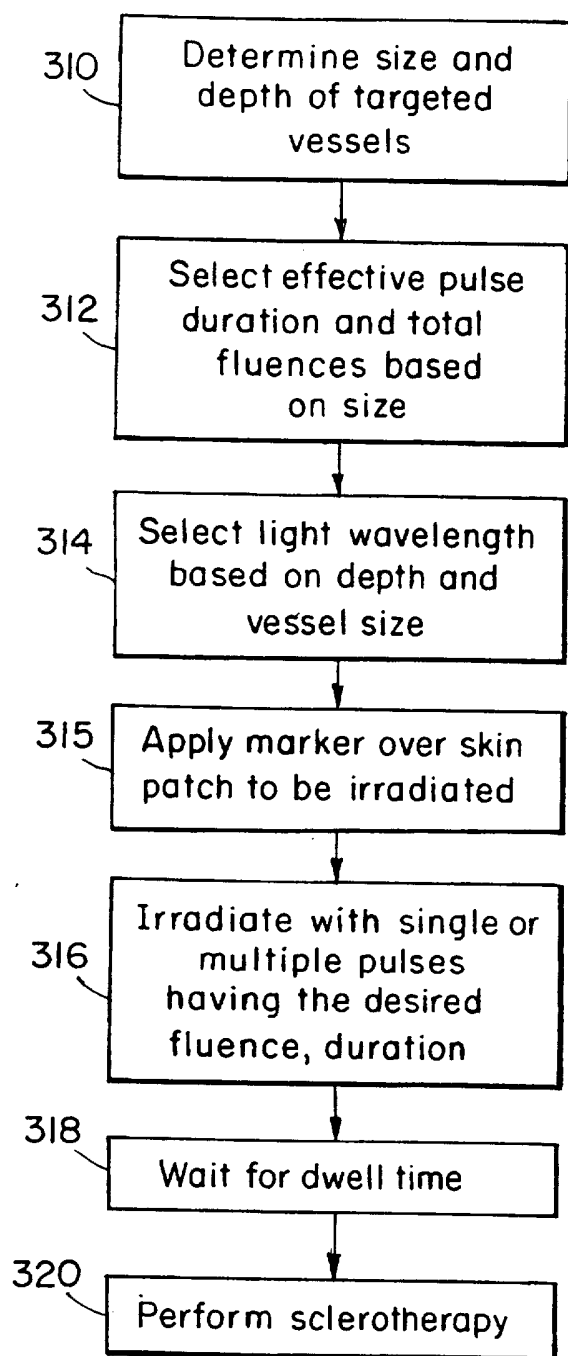 310
Determine size and
depth of targeted
vessels
312
Select effective pulse
duration and total
fluences based
on size
314
Select light wavelength
based on depth and
vessel size
315
Apply marker over skin
patch to be irradiated
316
Irradiate with single or
multiple pulses
having the desired
fluence, duration
318
Wait for dwell time
320
Perform sclerotherapy